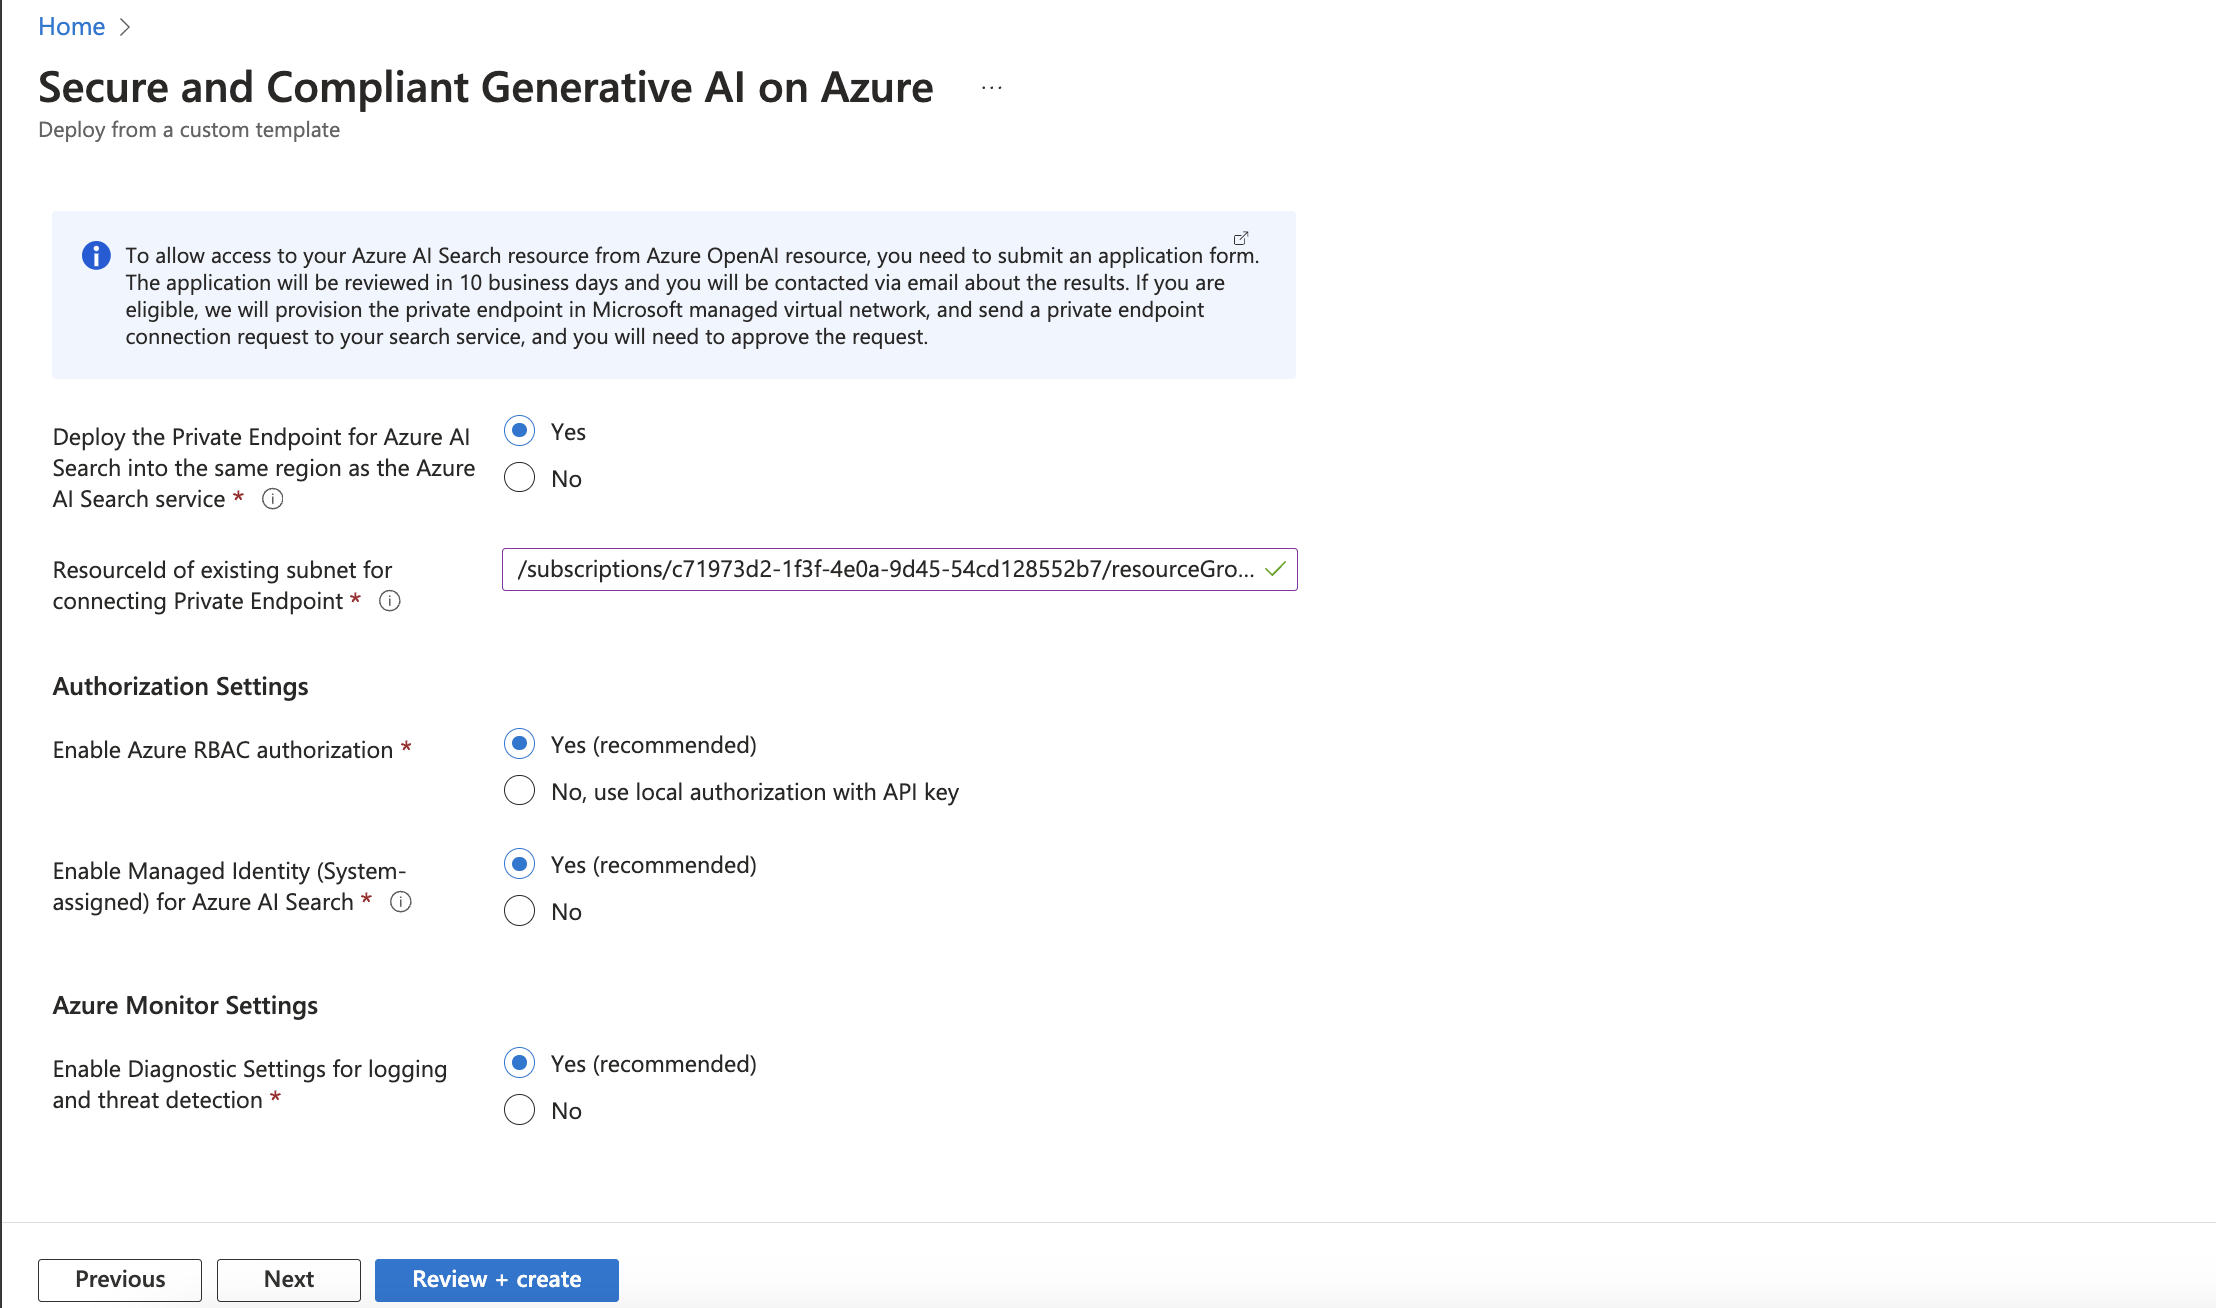 Home
Secure and Compliant Generative AI on Azure ...
Deploy from a custom template
To allow access to your Azure AI Search resource from Azure OpenAI resource, you need to submit an application form.
The application will be reviewed in 10 business days and you will be contacted via email about the results. If you are
eligible, we will provision the private endpoint in Microsoft managed virtual network, and send a private endpoint
connection request to your search service, and you will need to approve the request.
Deploy the Private Endpoint for Azure AI
Search into the same region as the Azure
AI Search service *
Yes
No
ResourceId of existing subnet for
connecting Private Endpoint *
/subscriptions/c71973d2-1f3f-4e0a-9d45-54cd128552b7/resourceGro...
Authorization Settings
Enable Azure RBAC authorization *
Yes (recommended)
No, use local authorization with API key
Enable Managed Identity (System-
assigned) for Azure AI Search *
Yes (recommended)
No
Azure Monitor Settings
Enable Diagnostic Settings for logging
and threat detection *
Yes (recommended)
No
Previous
Next
Review + create